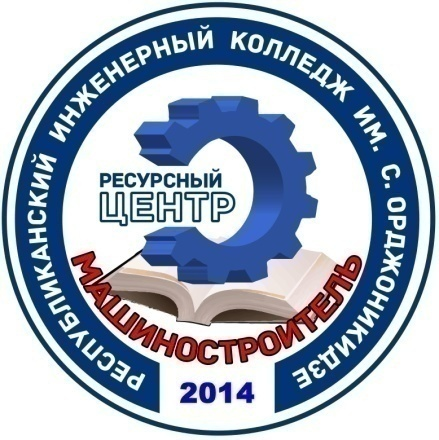 РЕСПУБЛИКАНСКИЙ ИНЖЕНЕРНЫЙ КОЛЛЕДЖ ИМ. С. ОРДЖОНИКИДЗЕ
РЕСУРСНЫЙ
ЦЕНТР
МАШИНОСТРОИТЕЛЬ
2014